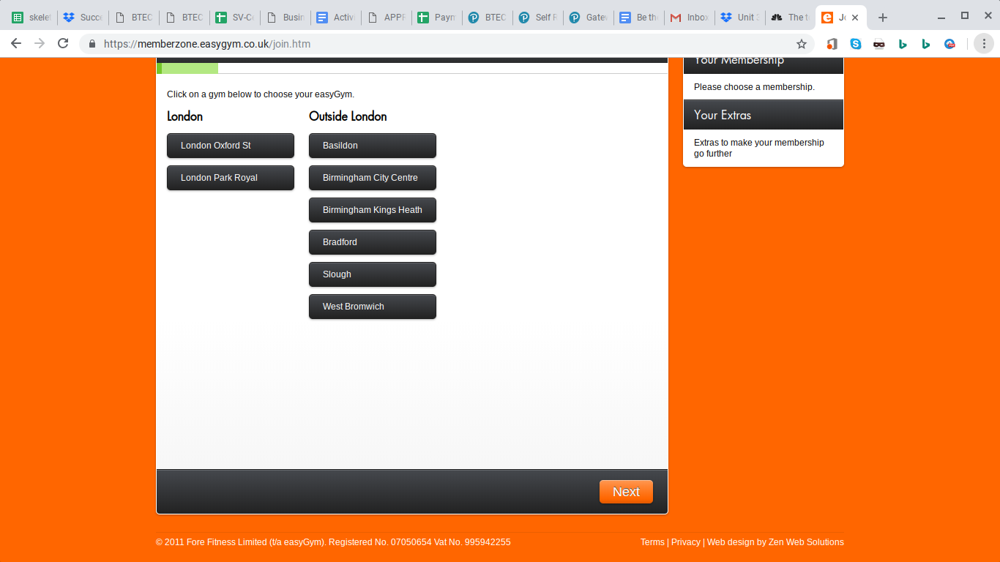 skele
Succe
BTEC
BTEC
SV-C
Busin
Activ
APPF
Paym
BTEC
Self R
Gatew
Be the
Inbox
Unit
The t
https://memberzone.easygym.co.uk/join.htm
Your Membership
Please choose a membership.
Your Extras
Extras to make your membership
go further
Click on a gym below to choose your easyGym.
London
Outside London
London Oxford St
Basildon
London Park Royal
Birmingham City Centre
Birmingham Kings Heath
Bradford
Slough
West Bromwich
Next
© 2011 Fore Fitness Limited (t/a easyGym). Registered No. 07050654 Vat No. 995942255
Terms | Privacy | Web design by Zen Web Solutions